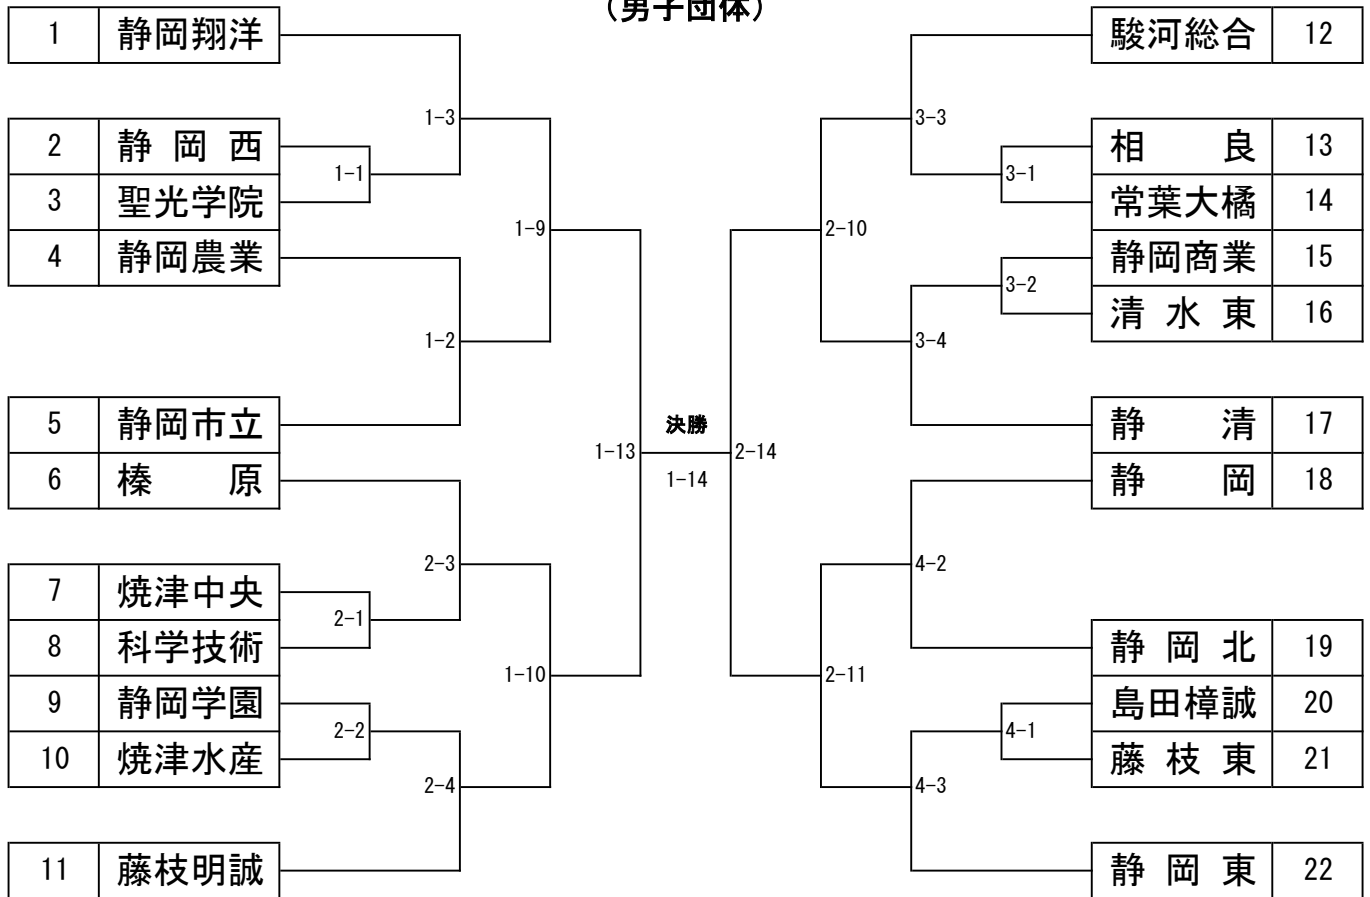 （男子団体）
1 静岡翔洋
2 静岡西
3 聖光学院
4 静岡農業
5 静岡市立
6 榛原
7 焼津中央
8 科学技術
9 静岡学園
10 焼津水産
11 藤枝明誠
1-3
1-1
1-9
1-2
1-13
2-3
2-1
1-10
2-2
2-4
決勝
1-14
3-3
3-1
2-10
3-2
3-4
2-14
4-2
2-11
4-1
4-3
駿河総合 12
相良 13
常葉大橘 14
静岡商業 15
清水東 16
静清 17
静岡 18
静岡北 19
島田樟誠 20
藤枝東 21
静岡東 22